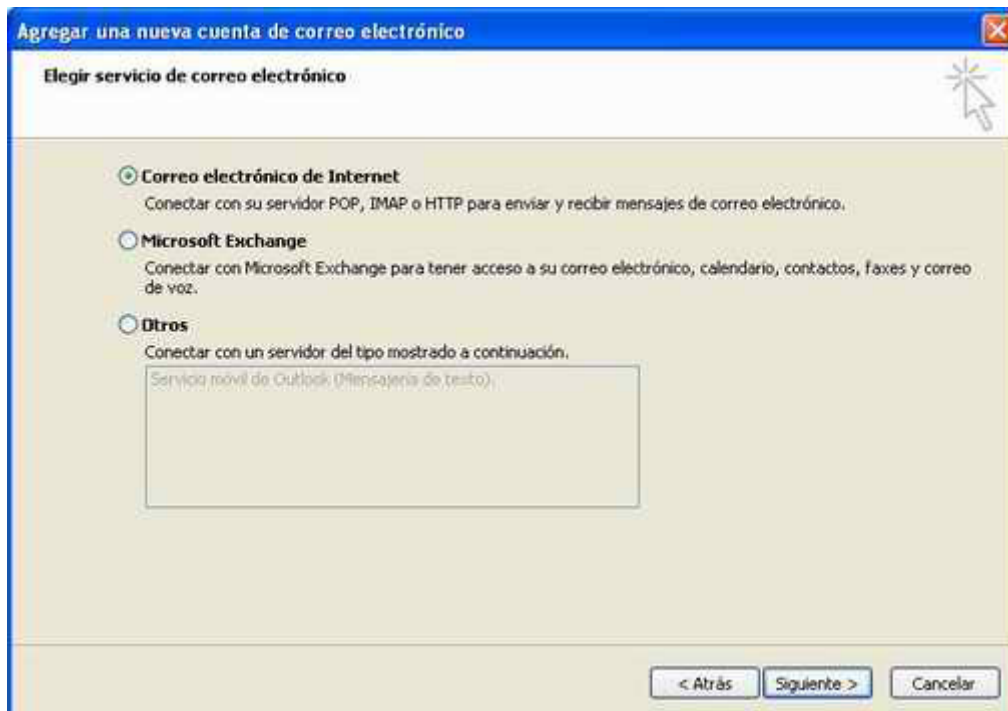 Agregar una nueva cuenta de correo electrónico
Elegir servicio de correo electrónico
Correo electrónico de Internet
Conectar con su servidor POP, IMAP o HTTP para enviar y recibir mensajes de correo electrónico.
Microsoft Exchange
Conectar con Microsoft Exchange para tener acceso a su correo electrónico, calendario, contactos, faxes y correo
de voz.
Otros
Conectar con un servidor del tipo mostrado a continuación.
Servicio móvil de Outlook (Mensajería de texto).
< Atrás
Siguiente >
Cancelar